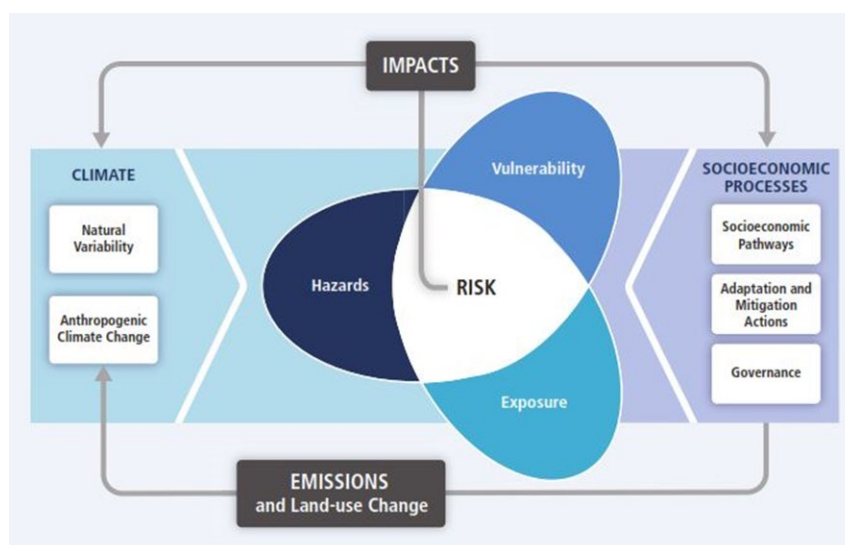 IMPACTS
CLIMATE
Natural
Variability
Anthropogenic
Climate Change
Vulnerability
Hazards
RISK
Exposure
SOCIOECONOMIC
PROCESSES
Socioeconomic
Pathways
Adaptation and
Mitigation
Actions
Governance
EMISSIONS
and Land-use Change